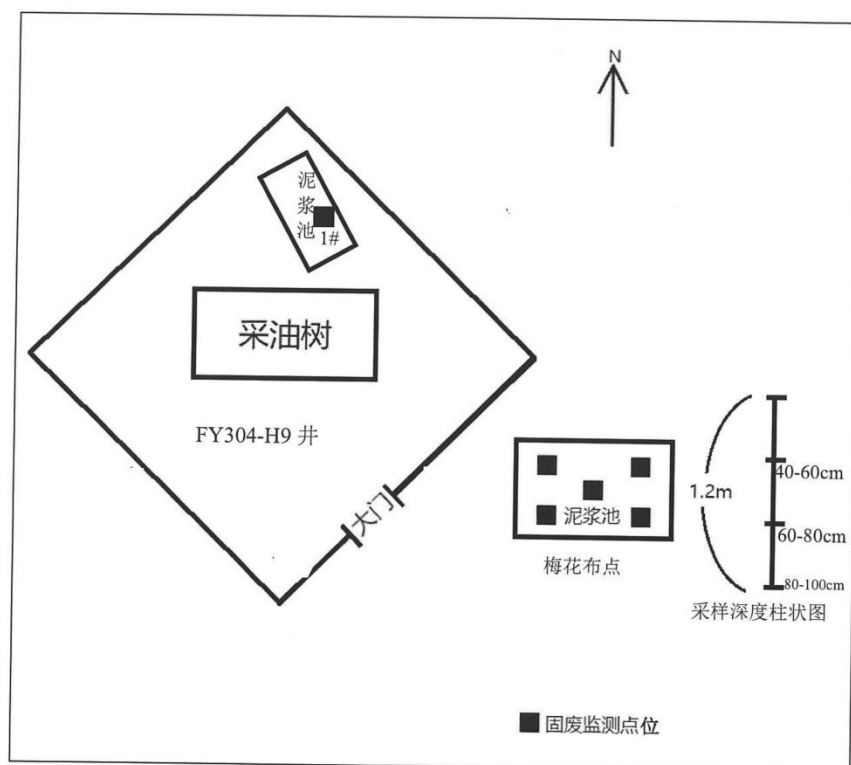 N
泥浆池
1#
采油树
FY304-H9 井
大门
40-60cm
1.2m
泥浆池
60-80cm
梅花布点
80-100cm
采样深度柱状图
固废监测点位